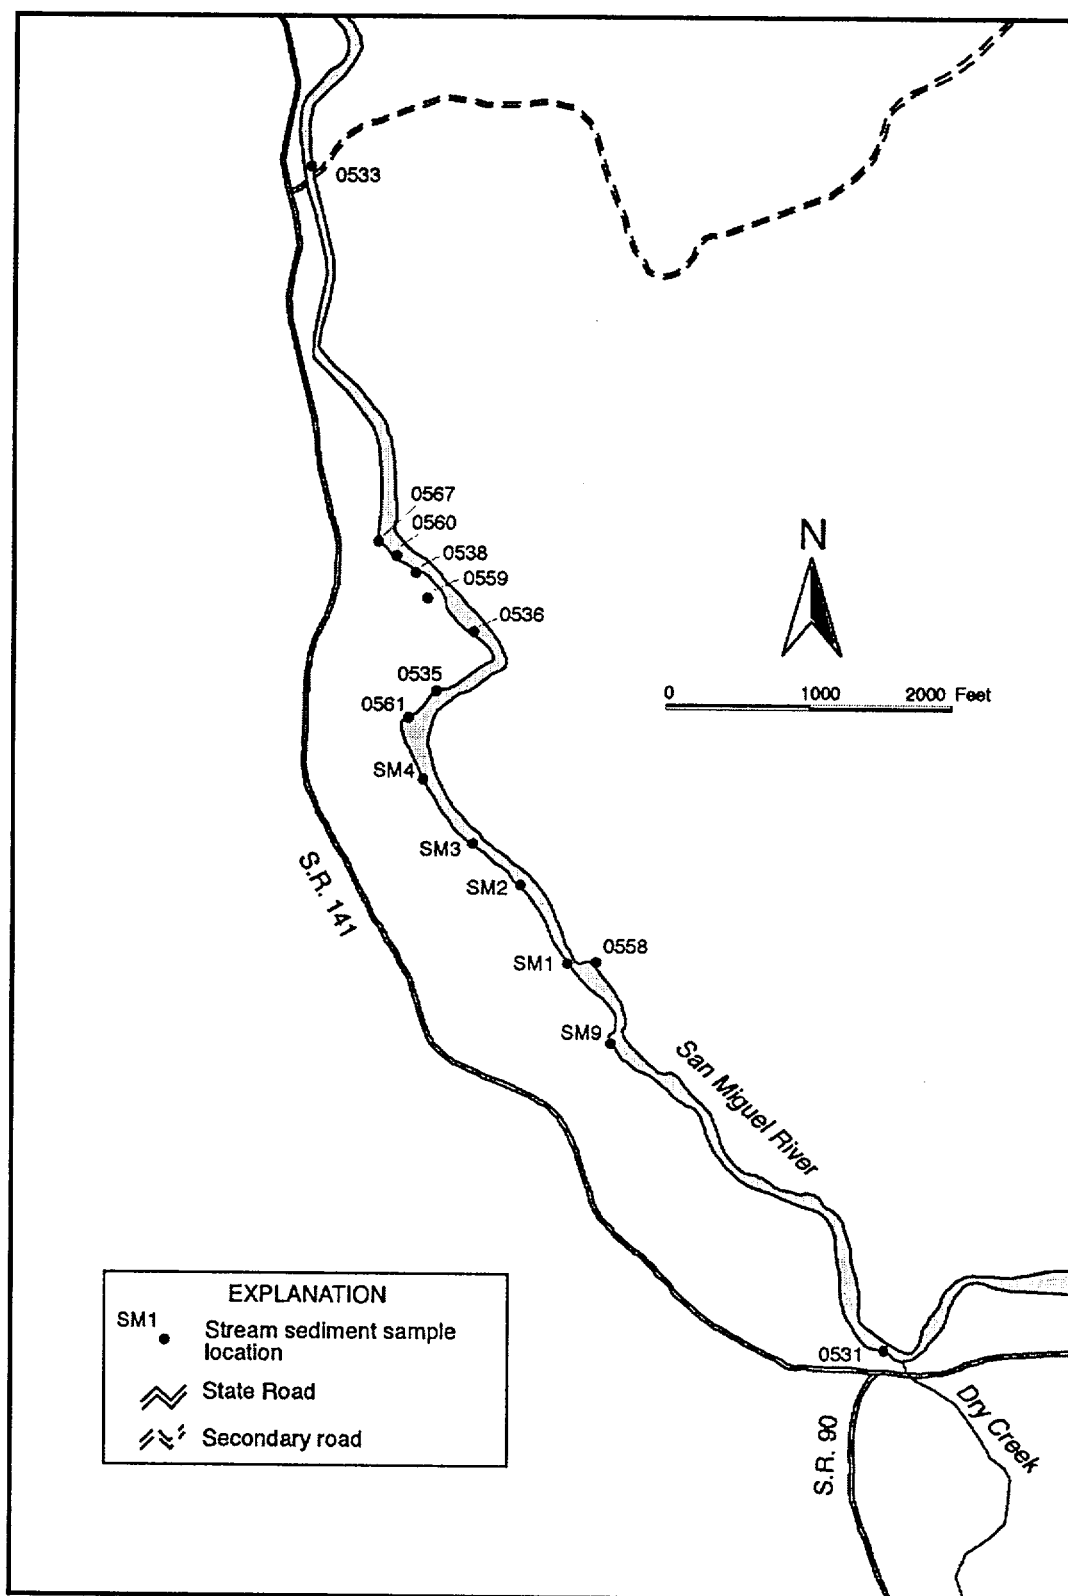 0533
0567
0560
0538
0559
0536
N
0535
0561
0 1000 2000 Feet
SM4
SM3
SM2
S.R. 141
SM1
0558
SM9
San Miguel River
0531
Dry Creek
S.R. 90
EXPLANATION
SM1
Stream sediment sample
location
State Road
Secondary road